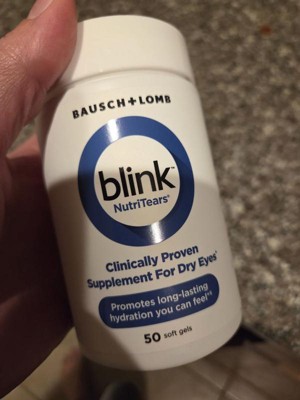 BAUSCH + LOMB
blink™
NutriTears®
Clinically Proven
Supplement For Dry Eyes*
Promotes long-lasting
hydration you can feel**
50 soft gels